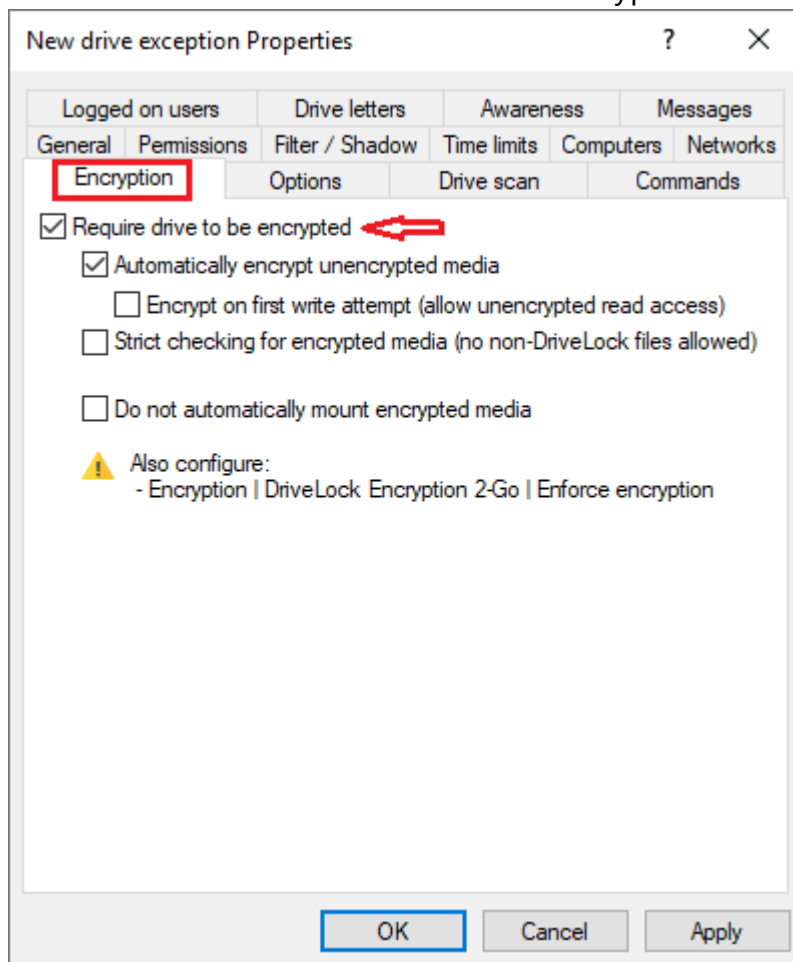 New drive exception Properties ?
Logged on users Drive letters Awareness Messages
General Permissions Filter / Shadow Time limits Computers Networks
Encryption Options Drive scan Commands
Require drive to be encrypted
Automatically encrypt unencrypted media
Encrypt on first write attempt (allow unencrypted read access)
Strict checking for encrypted media (no non-DriveLock files allowed)
Do not automatically mount encrypted media
Also configure:
- Encryption | DriveLock Encryption 2-Go | Enforce encryption
OK Cancel Apply